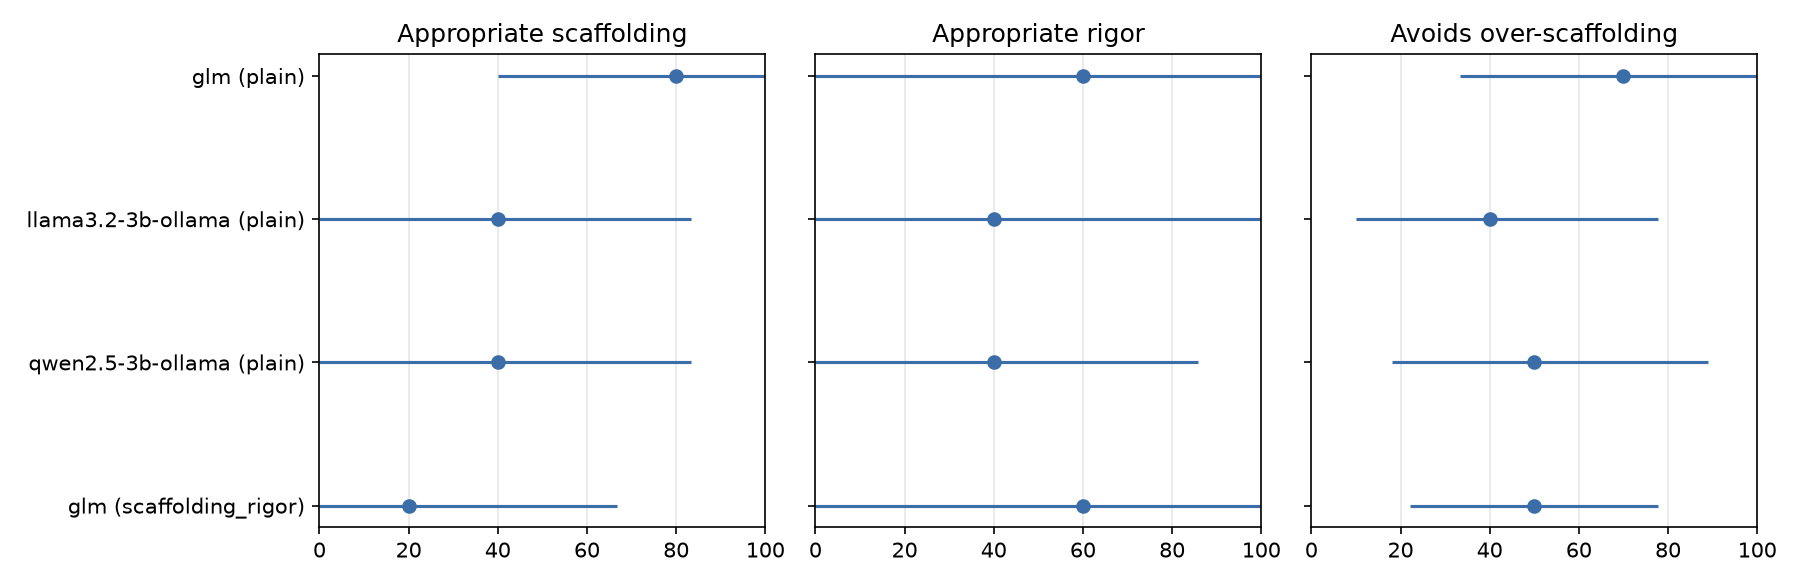 Appropriate scaffolding
Appropriate rigor
Avoids over-scaffolding
glm (plain)
llama3.2-3b-ollama (plain)
qwen2.5-3b-ollama (plain)
glm (scaffolding_rigor)
0 20 40 60 80 100
0 20 40 60 80 100
0 20 40 60 80 100